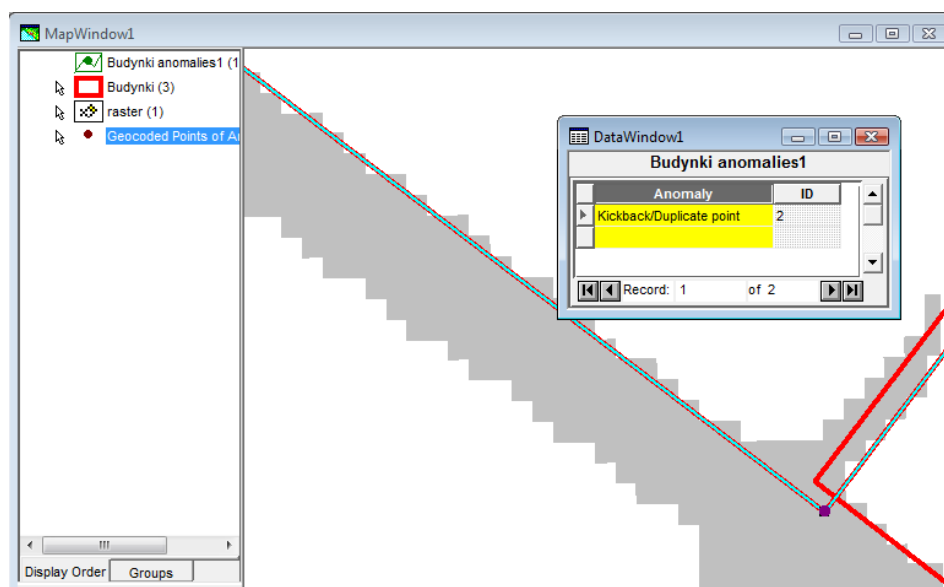 MapWindow1
Budynki anomalies1 (1
Budynki (3)
raster (1)
Geocoded Points of Ar
Display Order Groups
DataWindow1
Budynki anomalies1
Anomaly ID
Kickback/Duplicate point 2
Record: 1 of 2